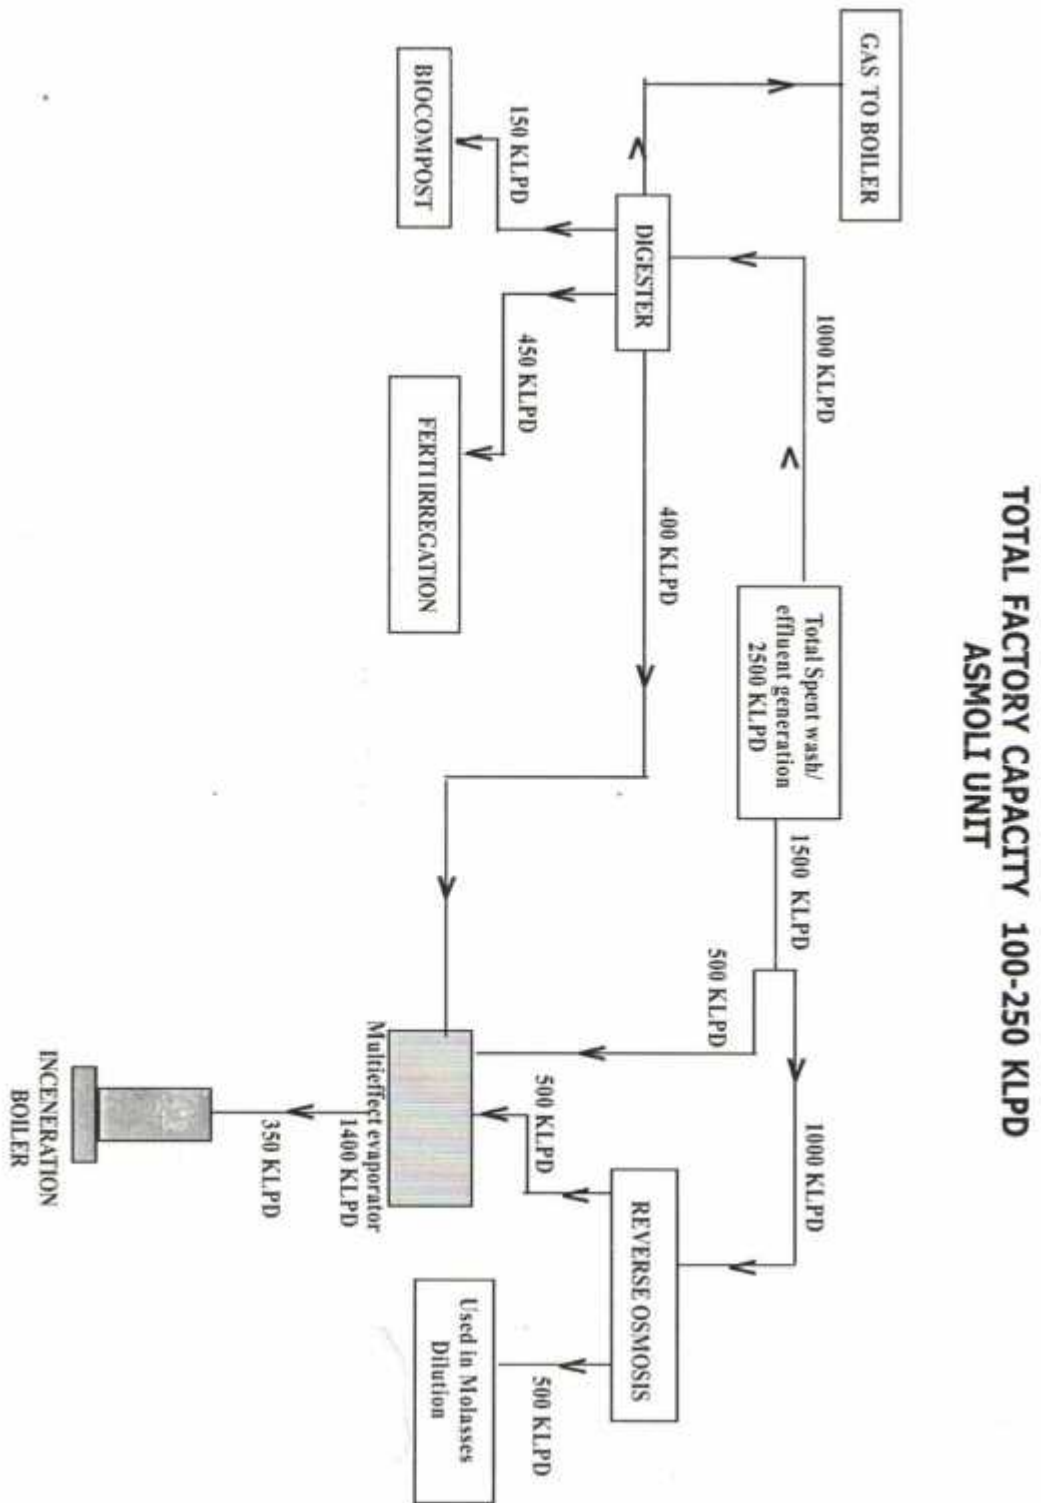 TOTAL FACTORY CAPACITY 100-250 KLPD
ASMOLI UNIT
GAS TO BOILER
1000 KLPD
Total Spent wash/
effluent generation
2500 KLPD
1500 KLPD
1000 KLPD
500 KLPD
DIGESTER
400 KLPD
REVERSE OSMOSIS
150 KLPD
450 KLPD
500 KLPD
500 KLPD
BIOCOMPOST
FERTI IRREGATION
Used in Molasses
Dilution
Multieffect evaporator
1400 KLPD
350 KLPD
INCENERATION
BOILER